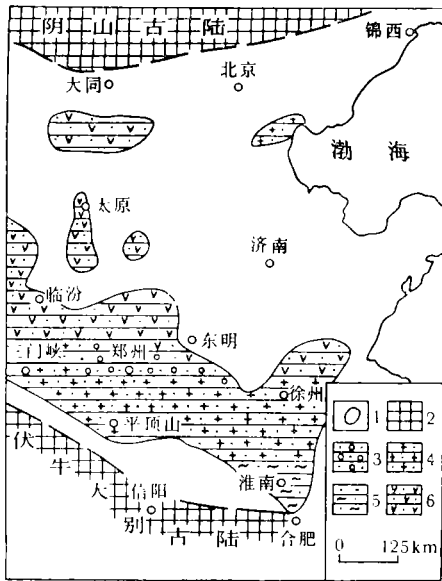 阴山古陆
锦西
北京
大同
渤海
太原
济南
临汾
东明
门峡
郑州
徐州
平顶山
伏牛大别古陆
信阳
淮南
合肥
1
2
3
4
5
6
0 125km